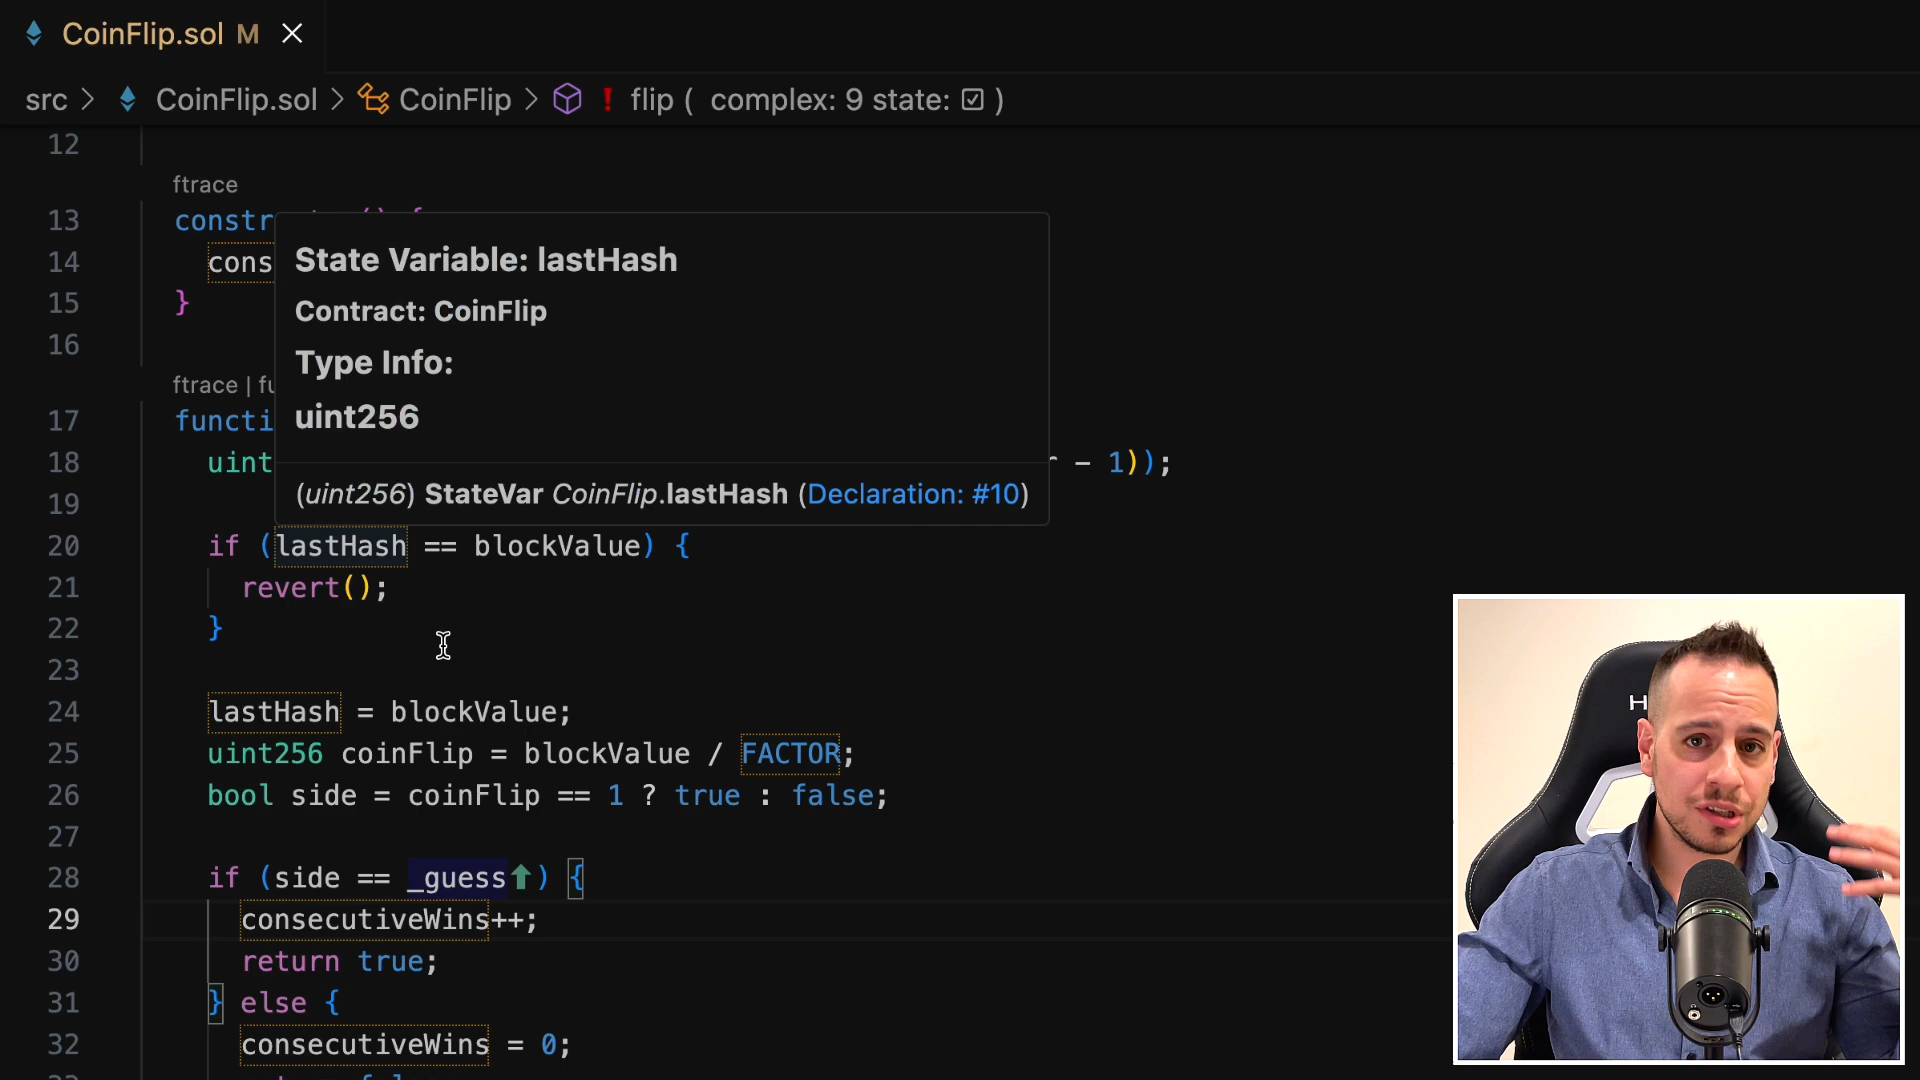 CoinFlip.sol M
src > CoinFlip.sol > CoinFlip > ! flip ( complex: 9 state: ☑ )
12
ftrace
13 constr () {
14 cons
15 }
16
State Variable: lastHash
Contract: CoinFlip
Type Info:
uint256
(uint256) StateVar CoinFlip.lastHash (Declaration: #10)
ftrace | fu
17 functi
18 uint - 1));
19
20 if (lastHash == blockValue) {
21 revert();
22 }
23
24 lastHash = blockValue;
25 uint256 coinFlip = blockValue / FACTOR;
26 bool side = coinFlip == 1 ? true : false;
27
28 if (side == _guess⬆) {
29 consecutiveWins++;
30 return true;
31 } else {
32 consecutiveWins = 0;